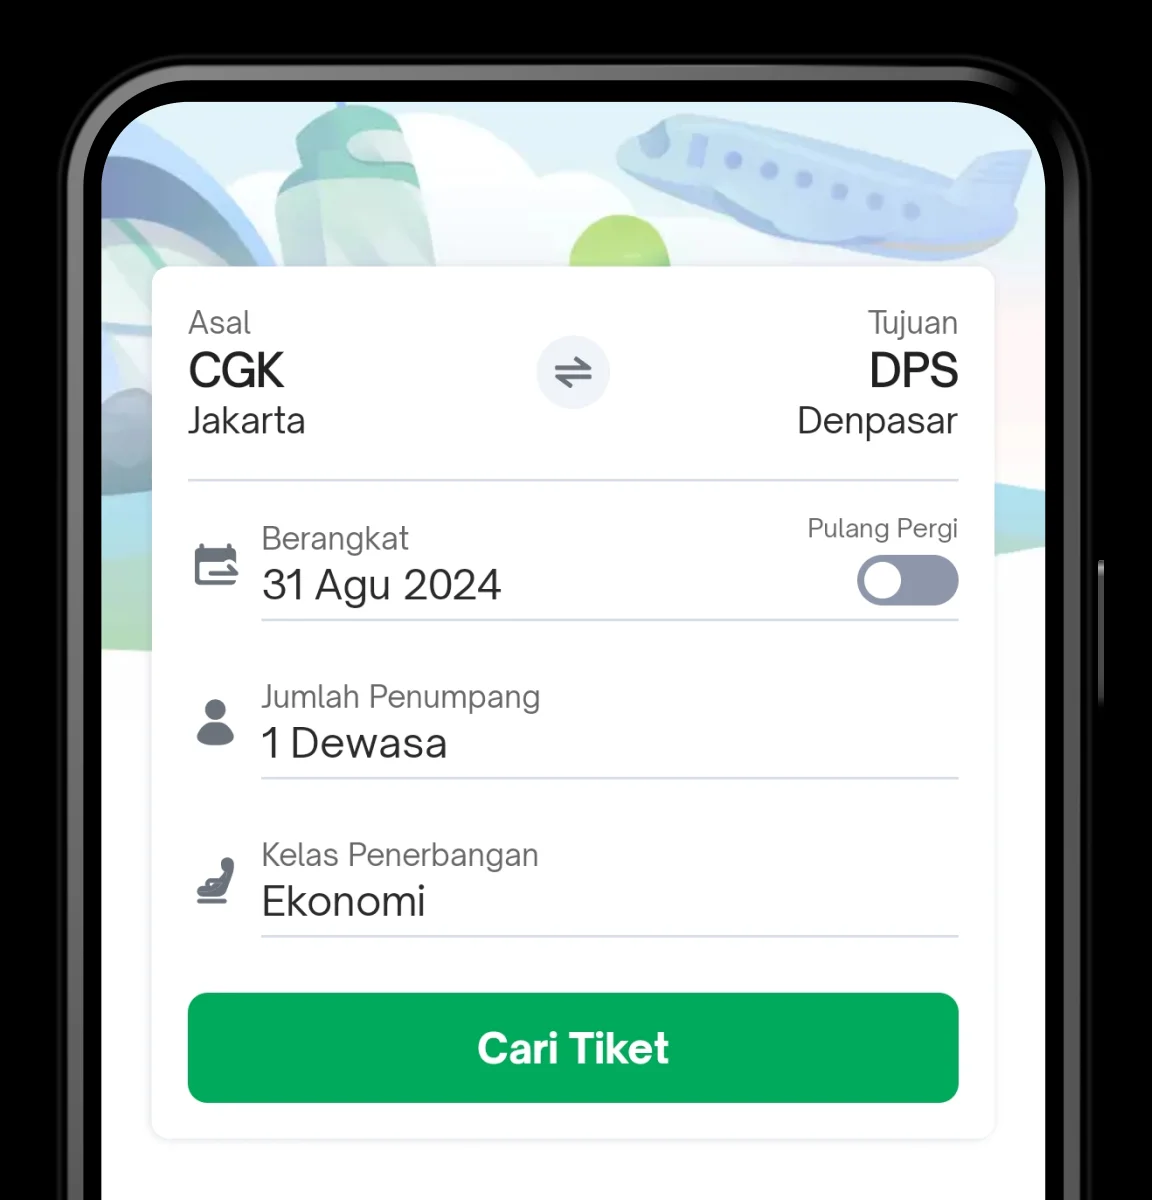 Asal
CGK
Jakarta
Tujuan
DPS
Denpasar
Berangkat
31 Agu 2024
Pulang Pergi
Jumlah Penumpang
1 Dewasa
Kelas Penerbangan
Ekonomi
Cari Tiket